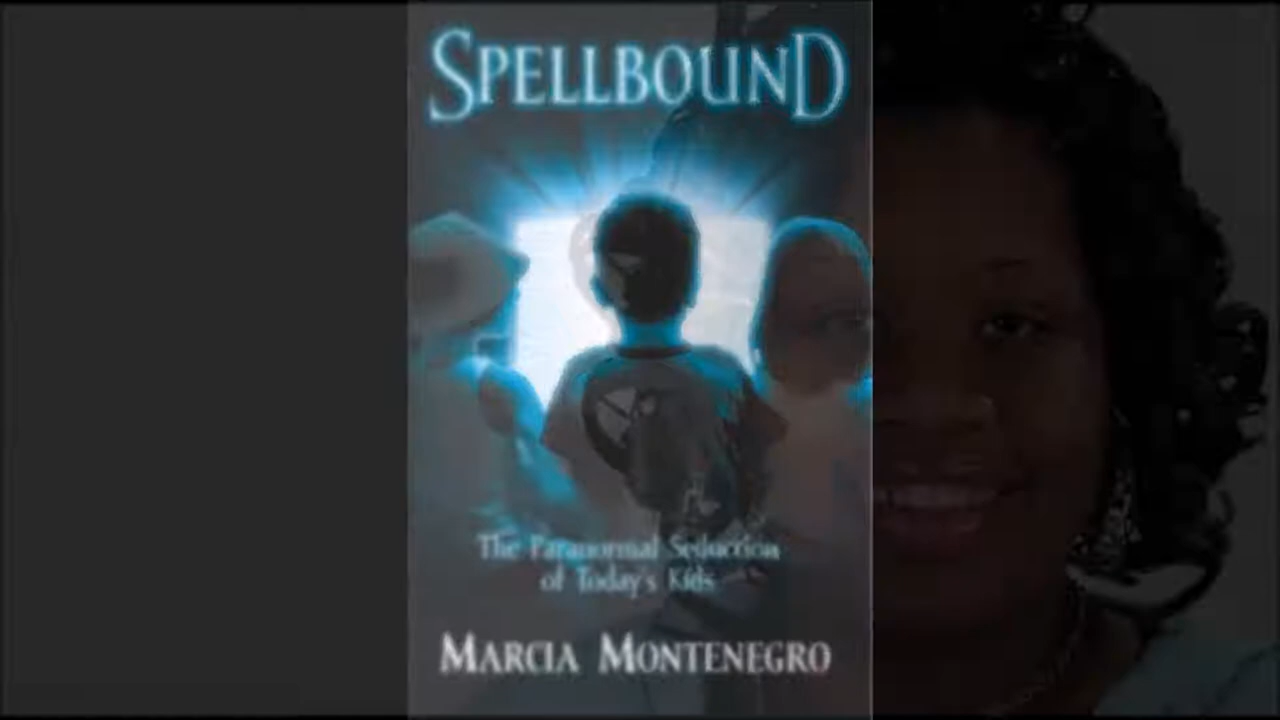 SPELLBOUND
The Paranormal Seduction
of Today's Kids
MARCIA MONTENEGRO